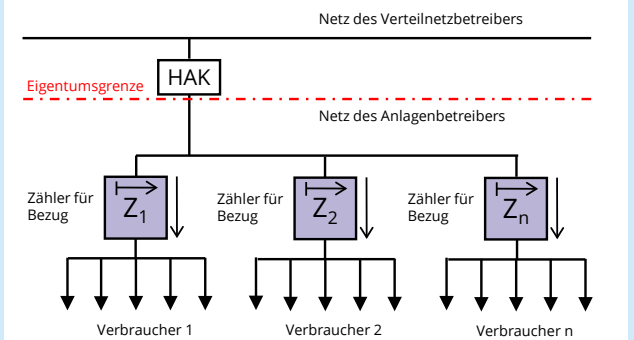 Netz des Verteilnetzbetreibers
HAK
Eigentumsgrenze
Netz des Anlagenbetreibers
Zähler für
Bezug
Z1
Zähler für
Bezug
Z2
Zähler für
Bezug
Zn
Verbraucher 1
Verbraucher 2
Verbraucher n